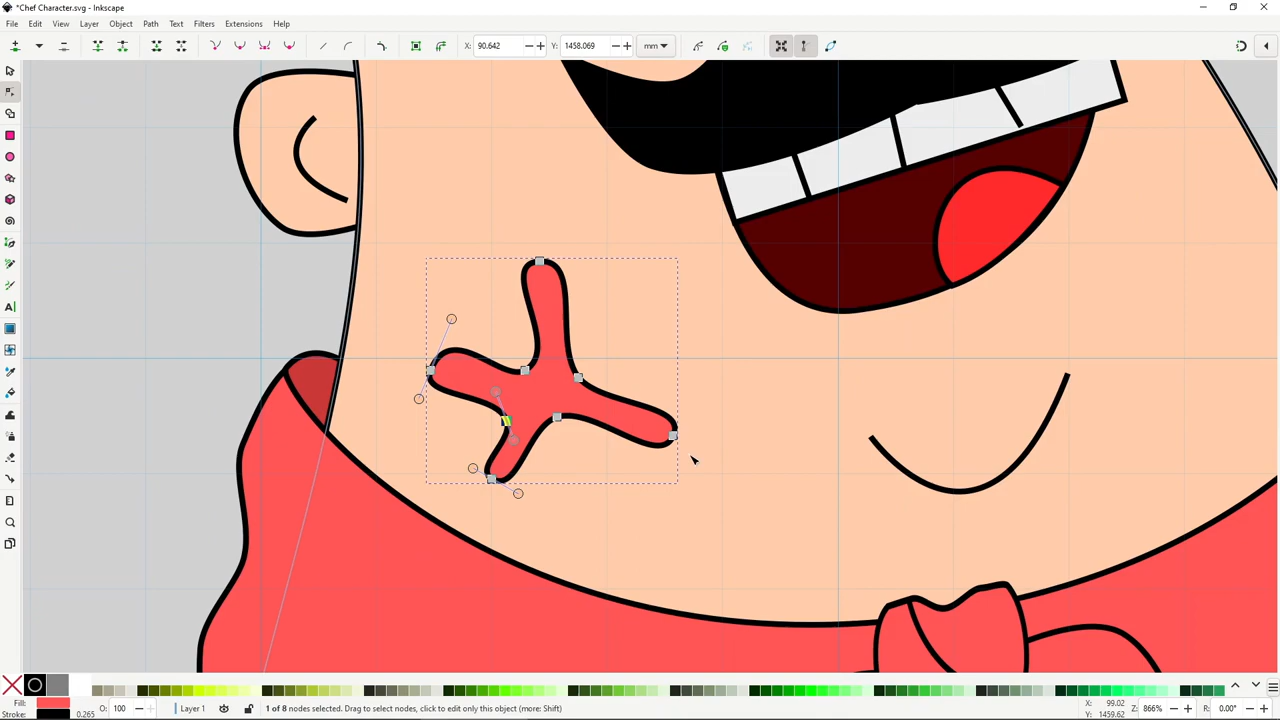 *Chef Character.svg - Inkscape
File Edit View Layer Object Path Text Filters Extensions Help
X: 90.642 Y: 1458.069 mm
Fill: O: 100 Layer 1 1 of 8 nodes selected. Drag to select nodes, click to edit only this object (more: Shift) X: 99.02 Z: 866% R: 0.00°
Stroke: 0.265 Y: 1459.62